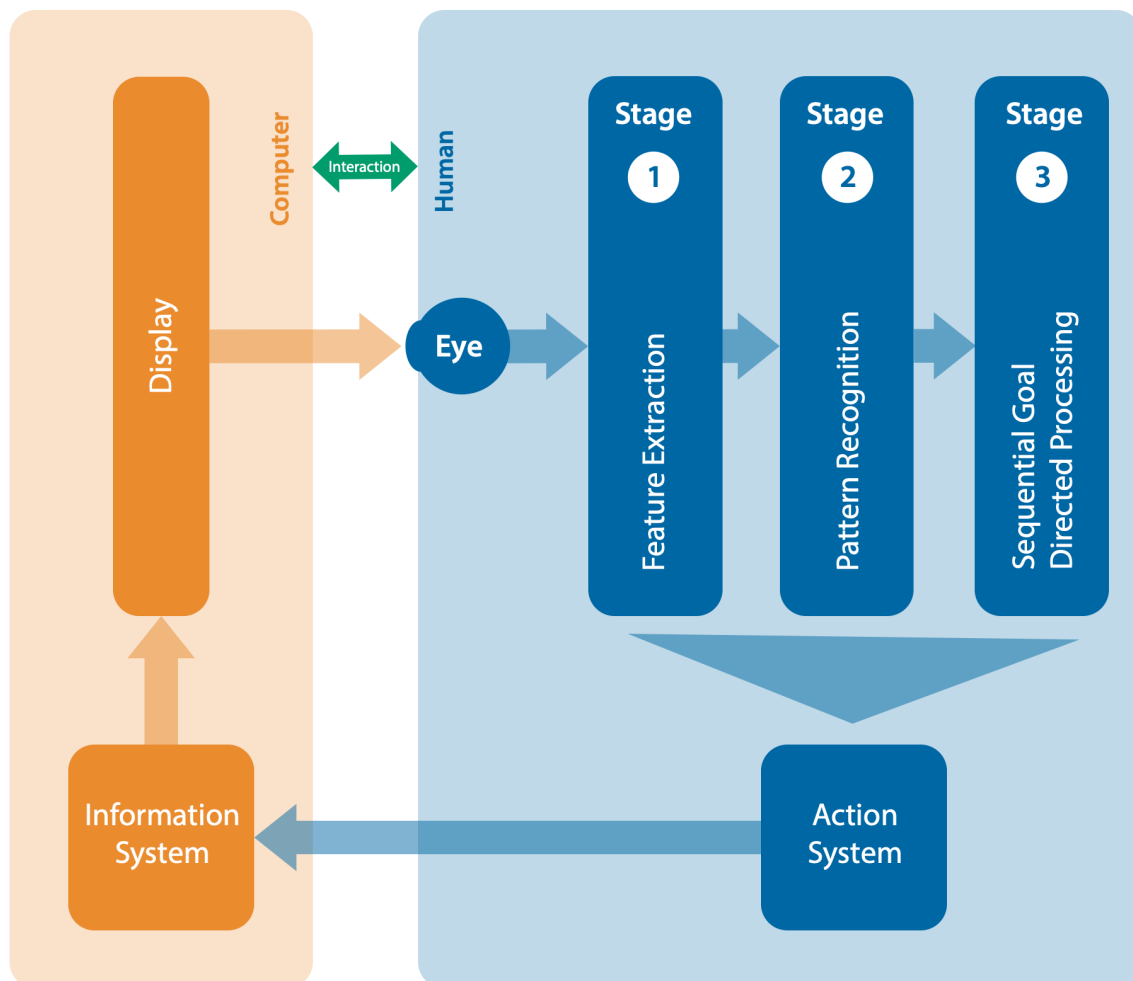 Computer
Interaction
Human
Display
Eye
Stage
1
Feature Extraction
Stage
2
Pattern Recognition
Stage
3
Sequential Goal
Directed Processing
Information
System
Action
System